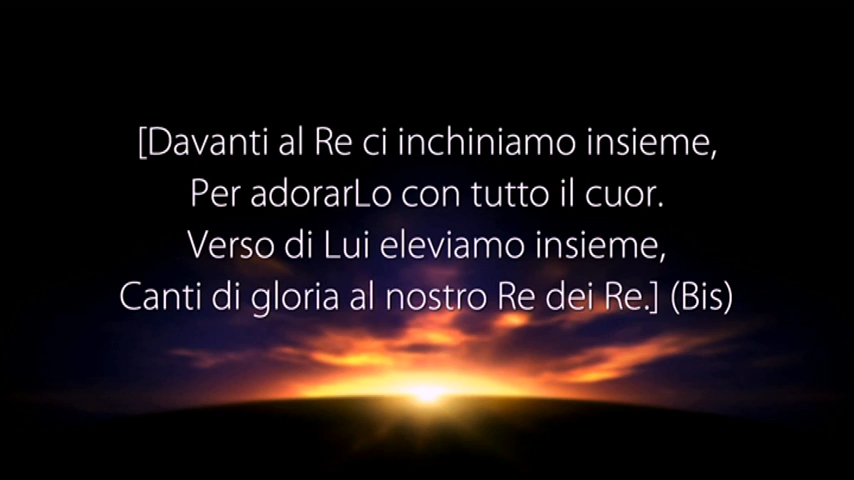 [Davanti al Re ci inchiniamo insieme,
Per adorarLo con tutto il cuor.
Verso di Lui eleviamo insieme,
Canti di gloria al nostro Re dei Re.] (Bis)